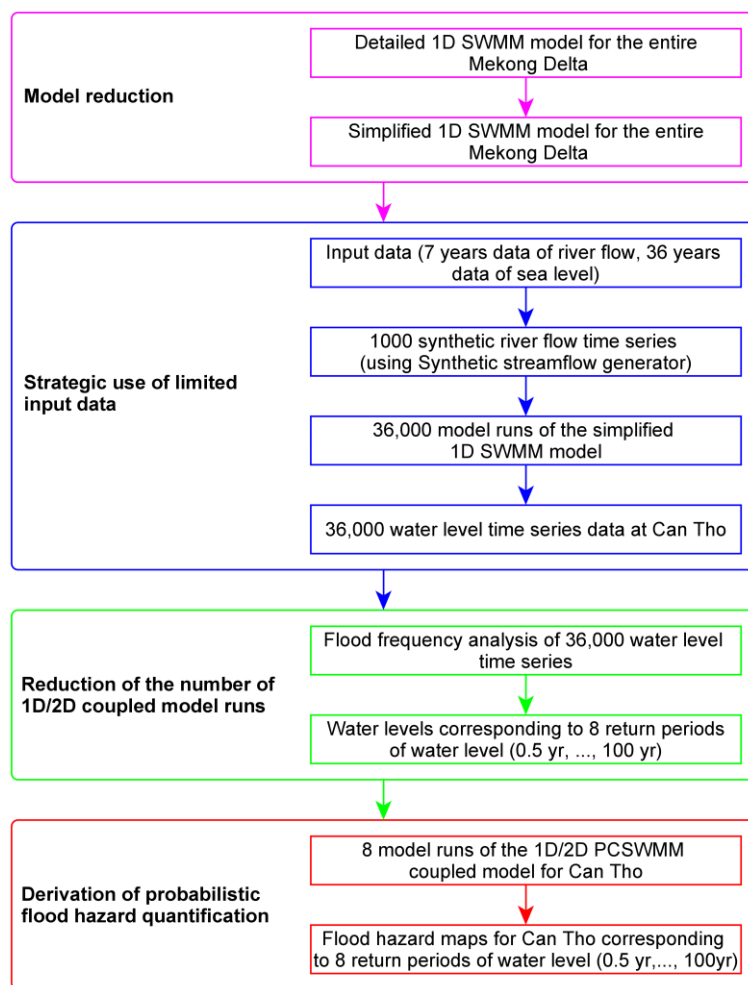 Model reduction
Detailed 1D SWMM model for the entire
Mekong Delta
Simplified 1D SWMM model for the entire
Mekong Delta
Strategic use of limited
input data
Input data (7 years data of river flow, 36 years
data of sea level)
1000 synthetic river flow time series
(using Synthetic streamflow generator)
36,000 model runs of the simplified
1D SWMM model
36,000 water level time series data at Can Tho
Reduction of the number of
1D/2D coupled model runs
Flood frequency analysis of 36,000 water level
time series
Water levels corresponding to 8 return periods
of water level (0.5 yr, ..., 100 yr)
Derivation of probabilistic
flood hazard quantification
8 model runs of the 1D/2D PCSWMM
coupled model for Can Tho
Flood hazard maps for Can Tho corresponding
to 8 return periods of water level (0.5 yr,..., 100yr)